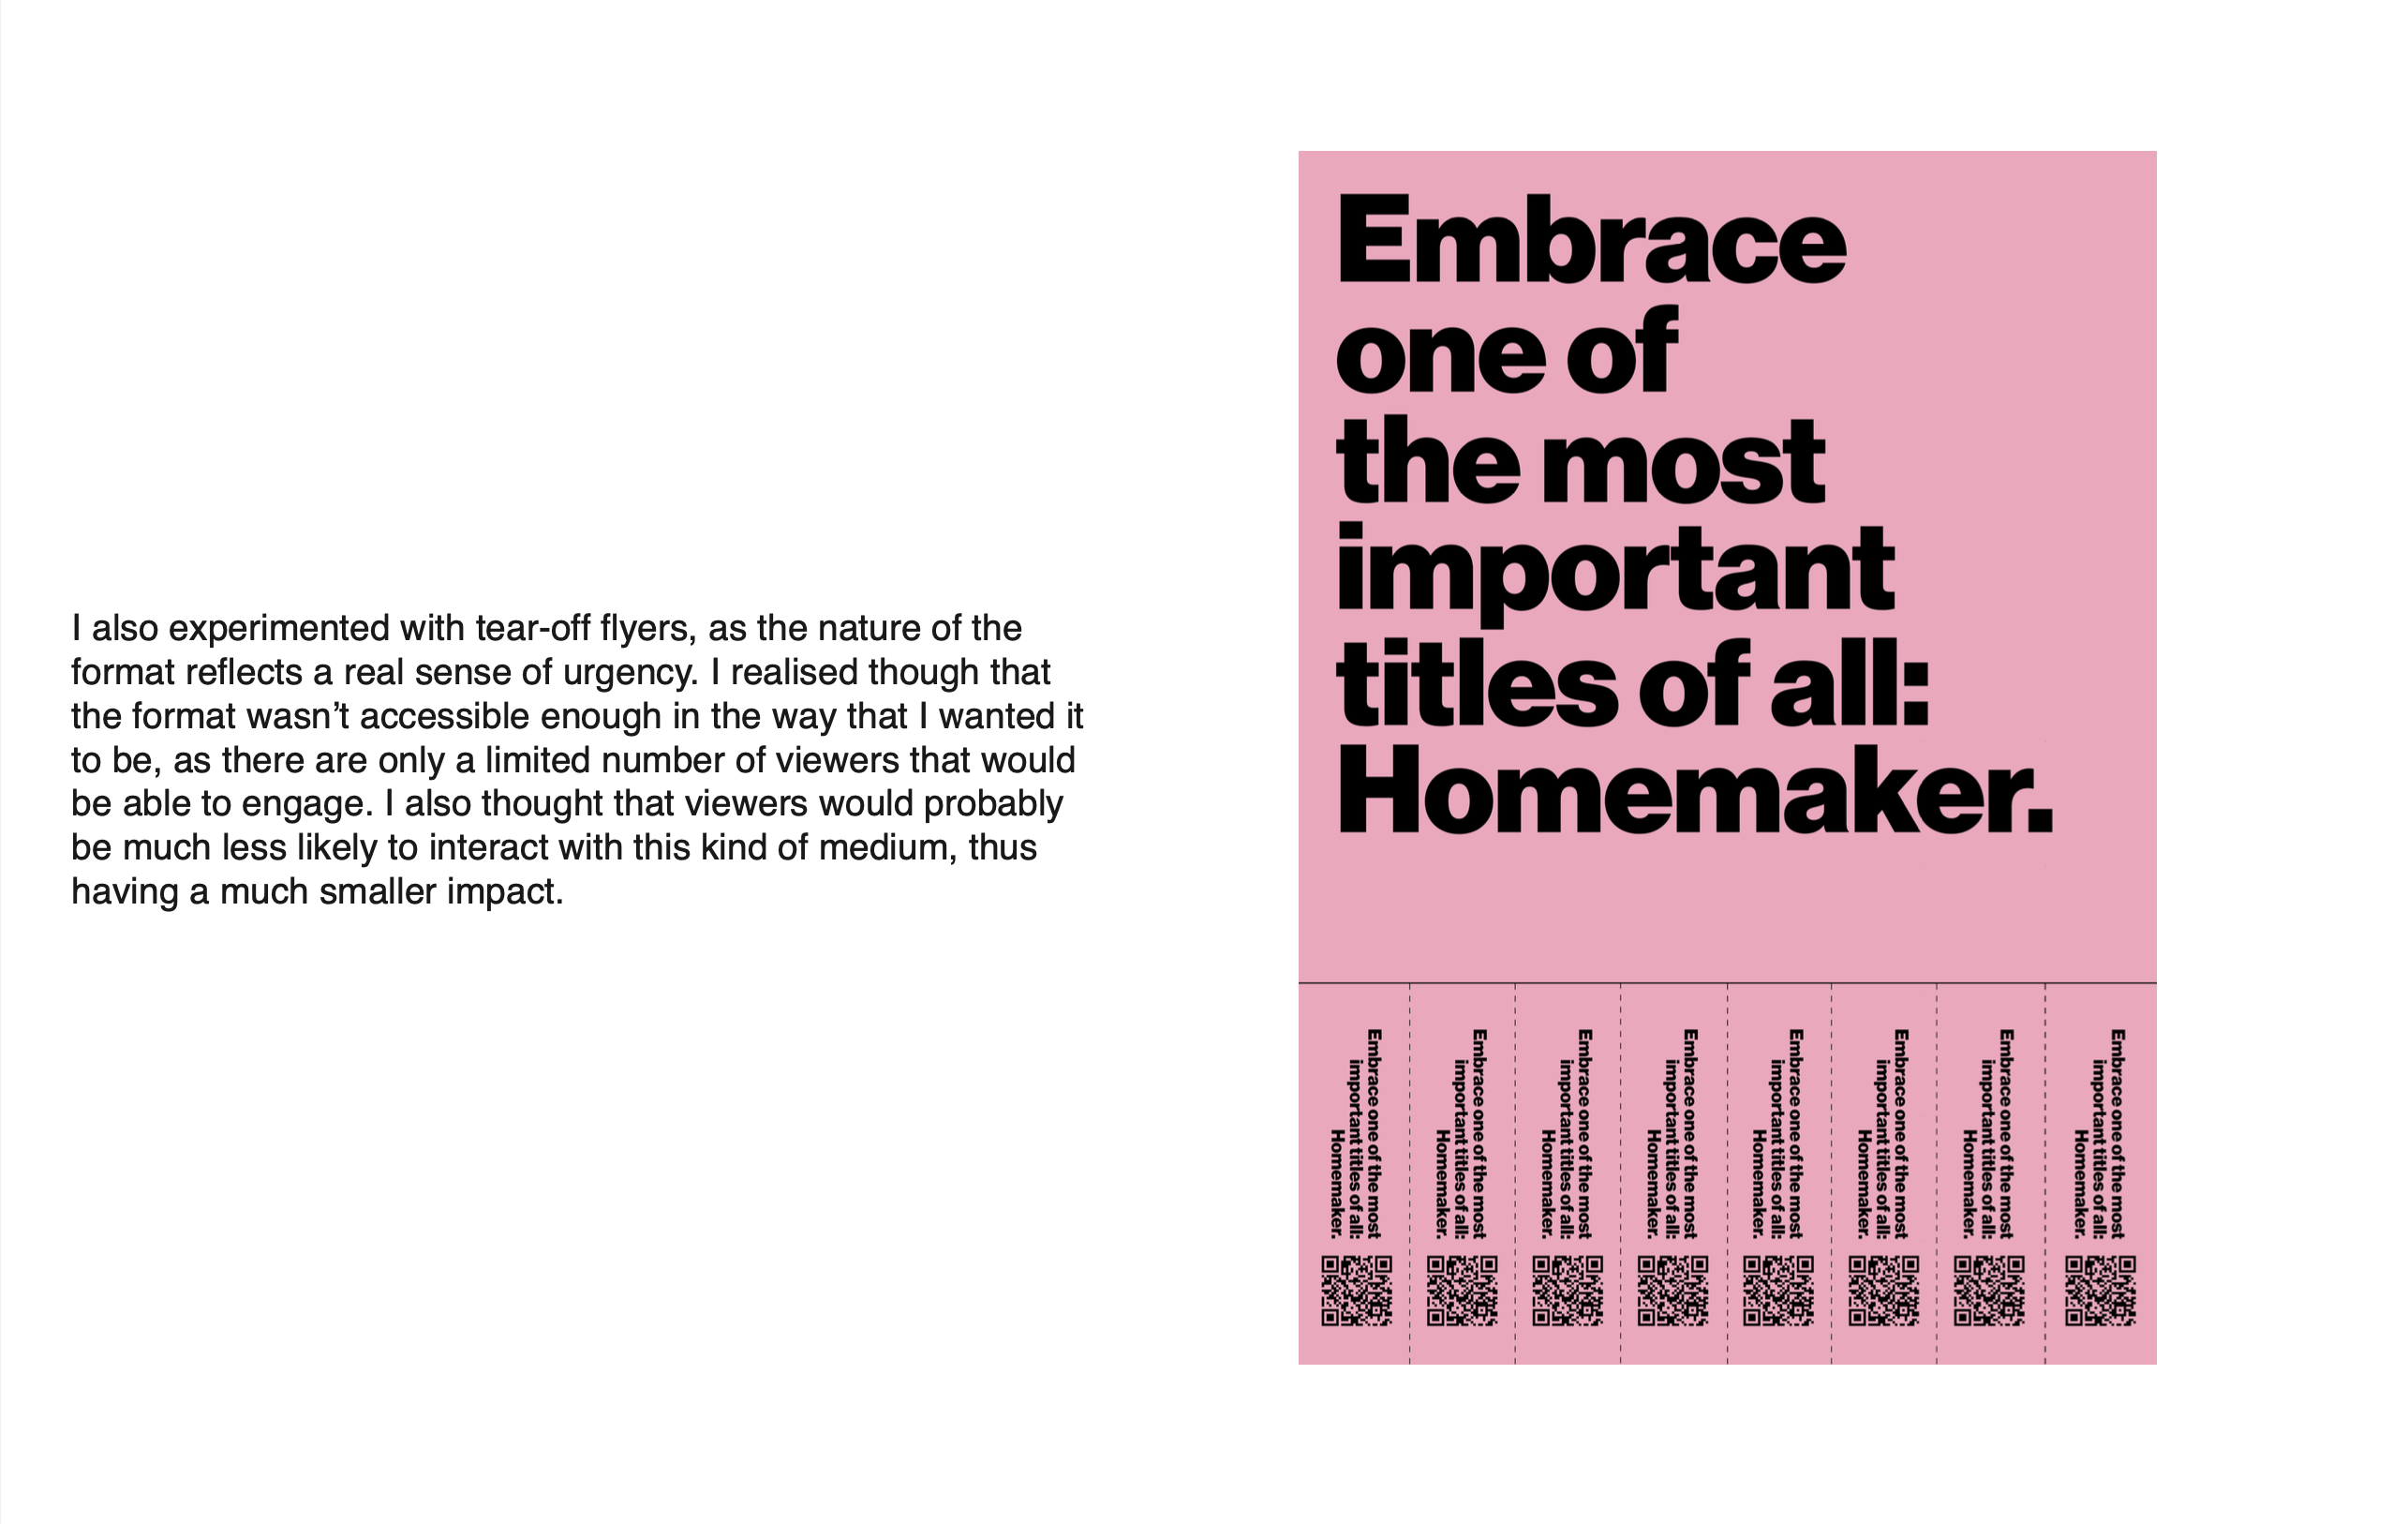 I also experimented with tear-off flyers, as the nature of the
format reflects a real sense of urgency. I realised though that
the format wasn’t accessible enough in the way that I wanted it
to be, as there are only a limited number of viewers that would
be able to engage. I also thought that viewers would probably
be much less likely to interact with this kind of medium, thus
having a much smaller impact.
Embrace
one of
the most
important
titles of all:
Homemaker.
Embrace one of the most
important titles of all:
Homemaker.
Embrace one of the most
important titles of all:
Homemaker.
Embrace one of the most
important titles of all:
Homemaker.
Embrace one of the most
important titles of all:
Homemaker.
Embrace one of the most
important titles of all:
Homemaker.
Embrace one of the most
important titles of all:
Homemaker.
Embrace one of the most
important titles of all:
Homemaker.
Embrace one of the most
important titles of all:
Homemaker.